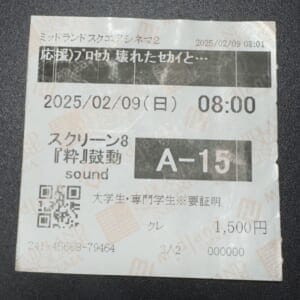 ミッドランドスクエアシネマ2 2025/02/09 08:01
応援)プロセカ 壊れたセカイと…
2025/02/09(日) 08:00
スクリーン8
『粋』鼓動
sound
A-15
大学生・専門学生※要証明
クレ 1,500円
000000